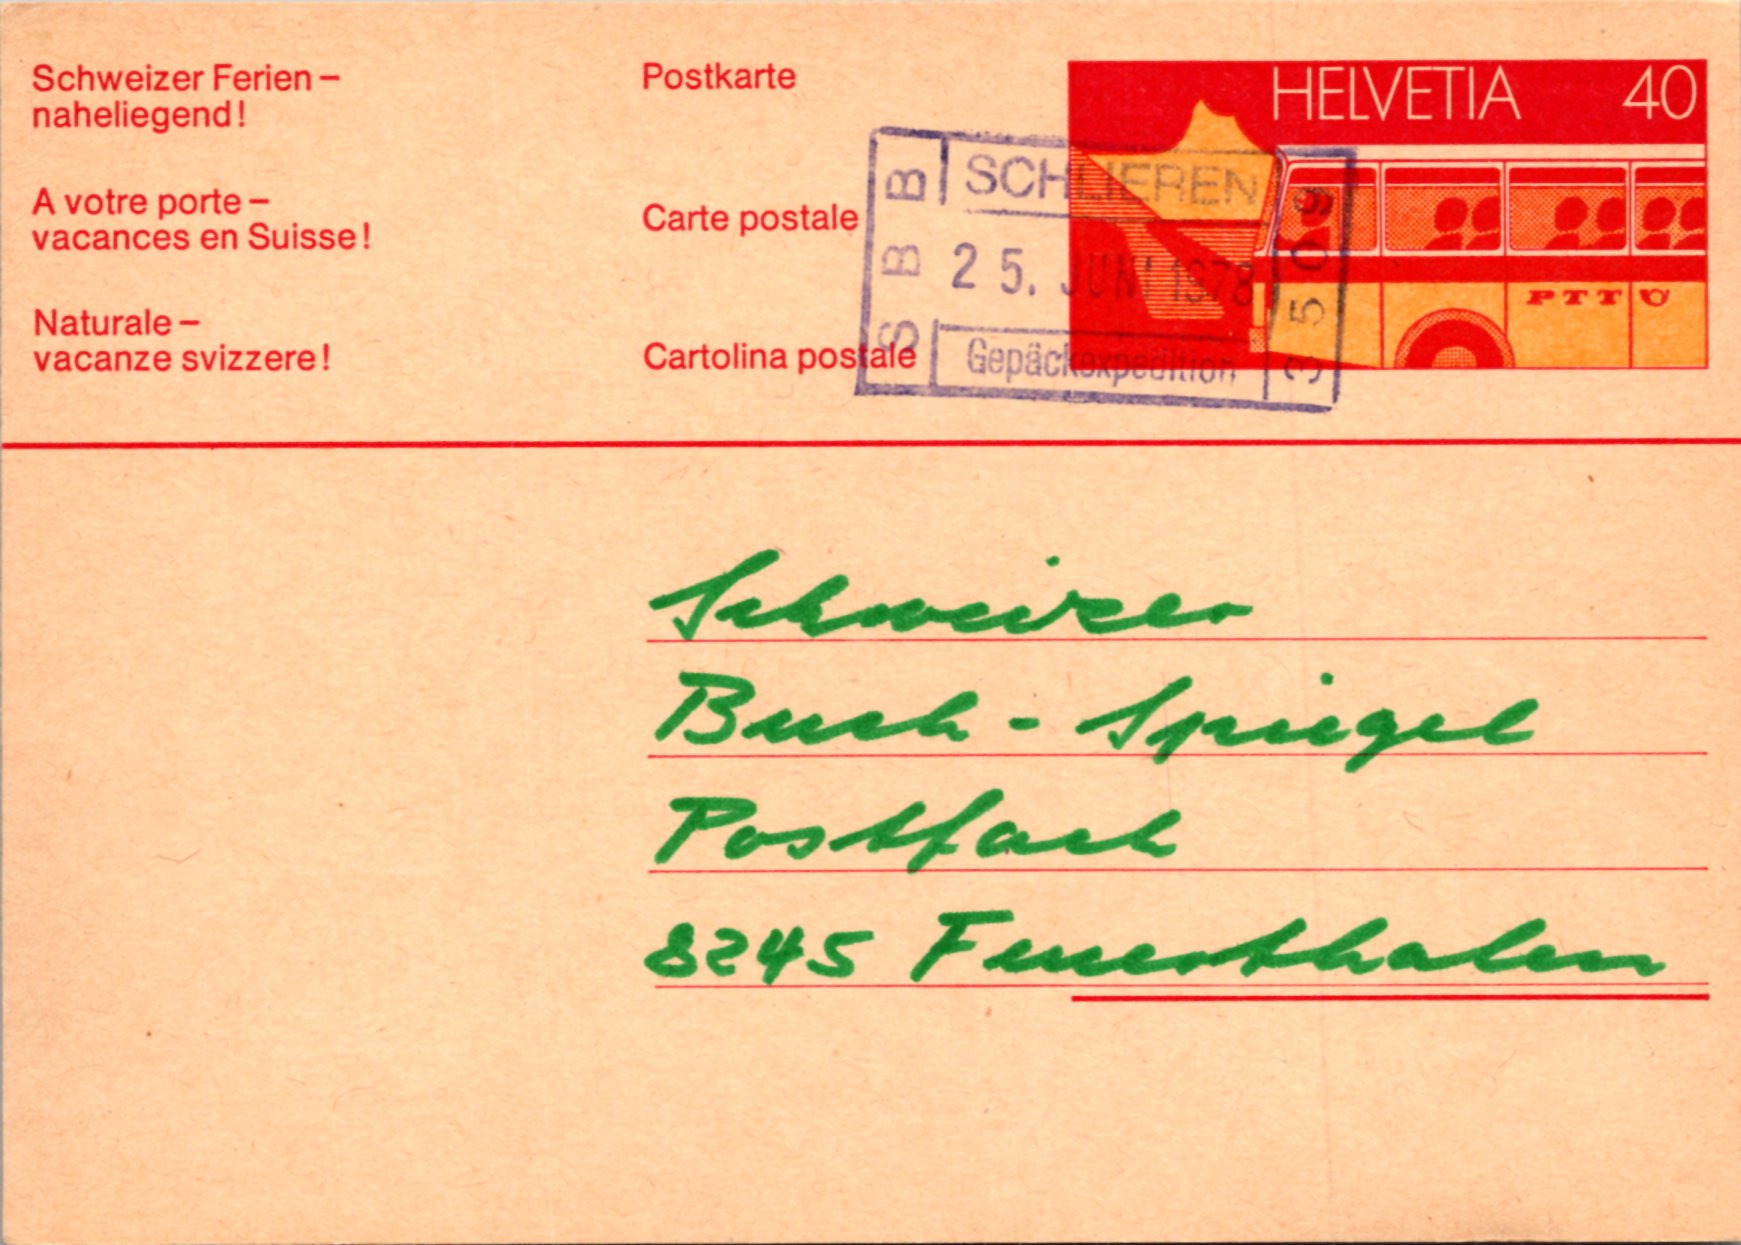 Schweizer Ferien –
naheliegend!
A votre porte –
vacances en Suisse!
Naturale –
vacanze svizzere!
Postkarte
Carte postale
Cartolina postale
HELVETIA 40
PTT
SBB
SCHLIEREN
25. JUNI 1978
Gepäckexpedition
3509
Schweizer
Buch-Spiegel
Postfach
8245 Feuerthalen